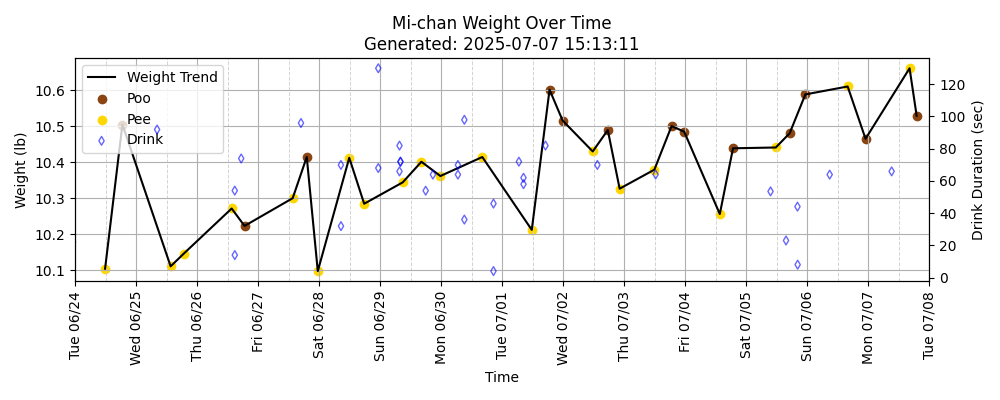 Mi-chan Weight Over Time
Generated: 2025-07-07 15:13:11
Weight Trend
Poo
Pee
Drink
Weight (lb)
10.6
10.5
10.4
10.3
10.2
10.1
Drink Duration (sec)
120
100
80
60
40
20
0
Tue 06/24
Wed 06/25
Thu 06/26
Fri 06/27
Sat 06/28
Sun 06/29
Mon 06/30
Tue 07/01
Wed 07/02
Thu 07/03
Fri 07/04
Sat 07/05
Sun 07/06
Mon 07/07
Tue 07/08
Time